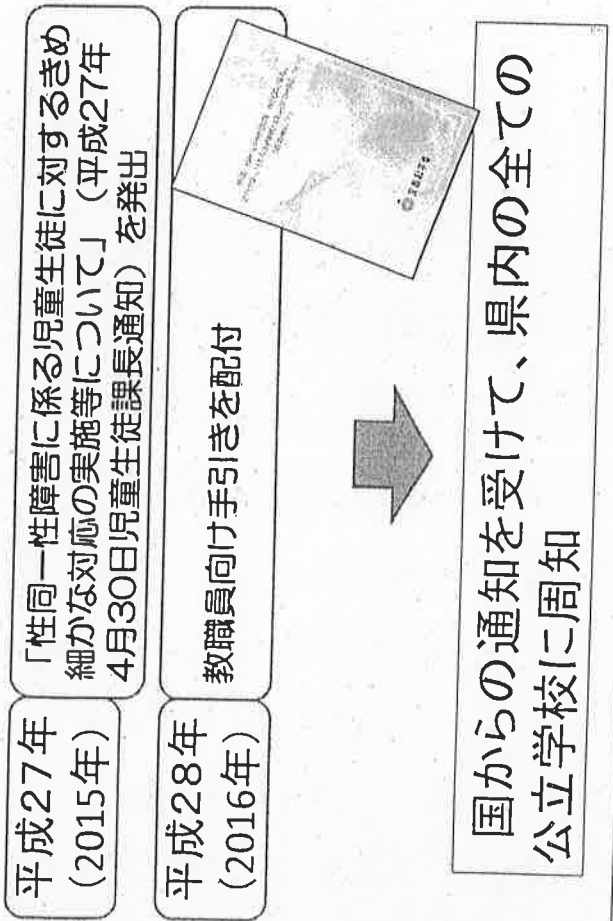 平成27年
(2015年)
「性同一性障害に係る児童生徒に対するきめ
細かな対応の実施等について」(平成27年
4月30日児童生徒課長通知)を発出
平成28年
(2016年)
教職員向け手引きを配付
国からの通知を受けて、県内の全ての
公立学校に周知